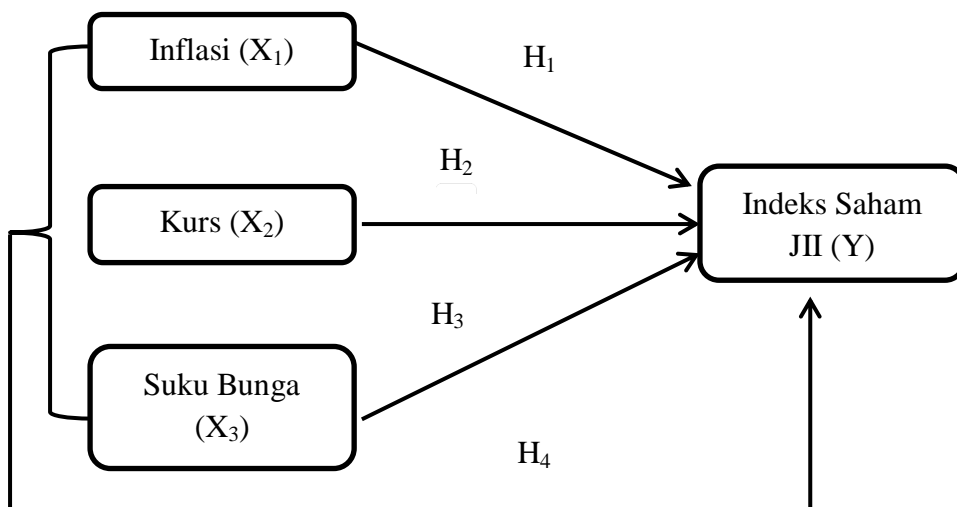 Inflasi (X₁)
H₁
H₂
Kurs (X₂)
Indeks Saham
JII (Y)
H₃
Suku Bunga
(X₃)
H₄